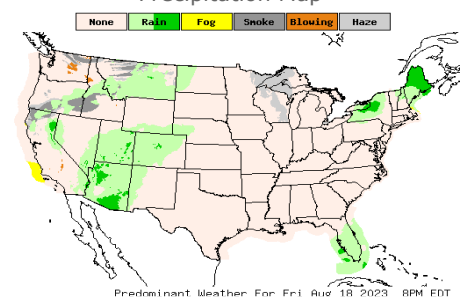 Precipitation Map
None Rain Fog Smoke Blowing Haze
Predominant Weather For Fri Aug 18 2023 8PM EDT